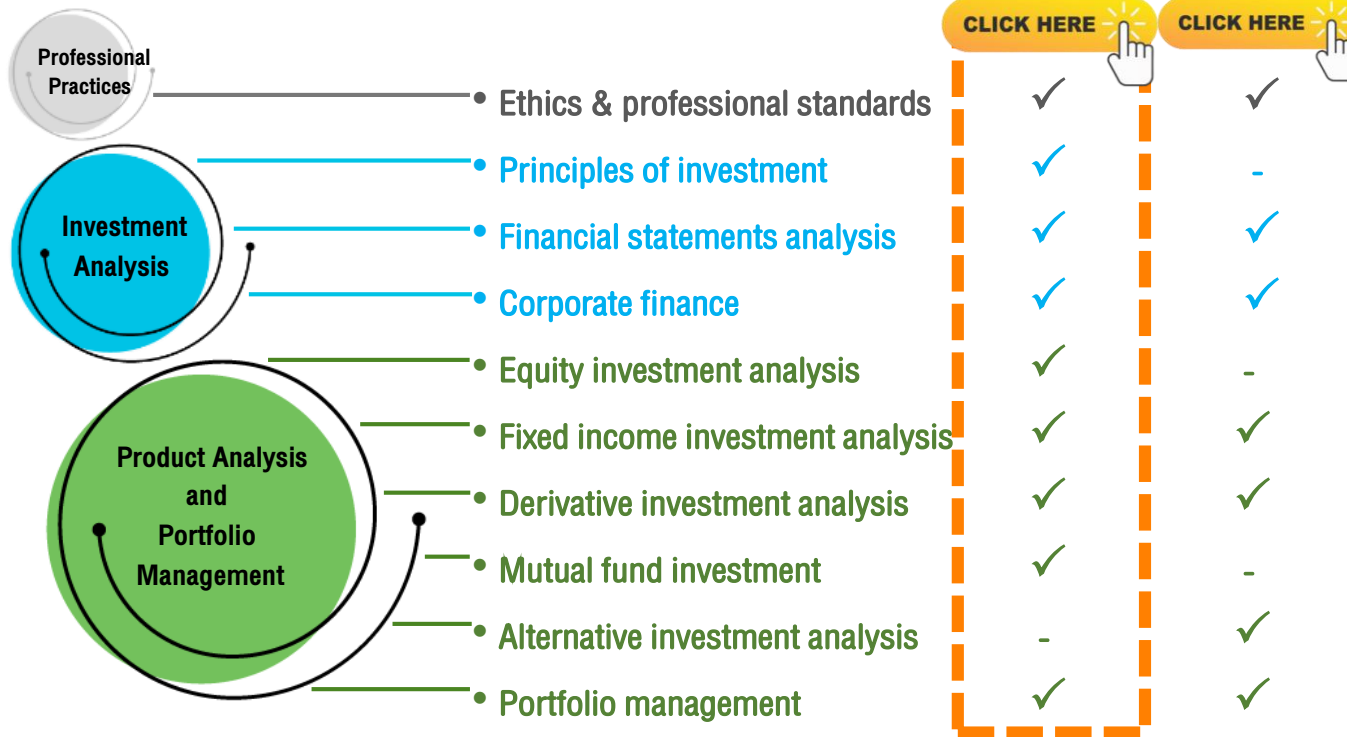 CLICK HERE CLICK HERE
Professional
Practices
• Ethics & professional standards ✓ ✓
• Principles of investment ✓ -
Investment
Analysis
• Financial statements analysis ✓ ✓
• Corporate finance ✓ ✓
Product Analysis
and
Portfolio
Management
• Equity investment analysis ✓ -
• Fixed income investment analysis ✓ ✓
• Derivative investment analysis ✓ ✓
• Mutual fund investment ✓ -
• Alternative investment analysis - ✓
• Portfolio management ✓ ✓